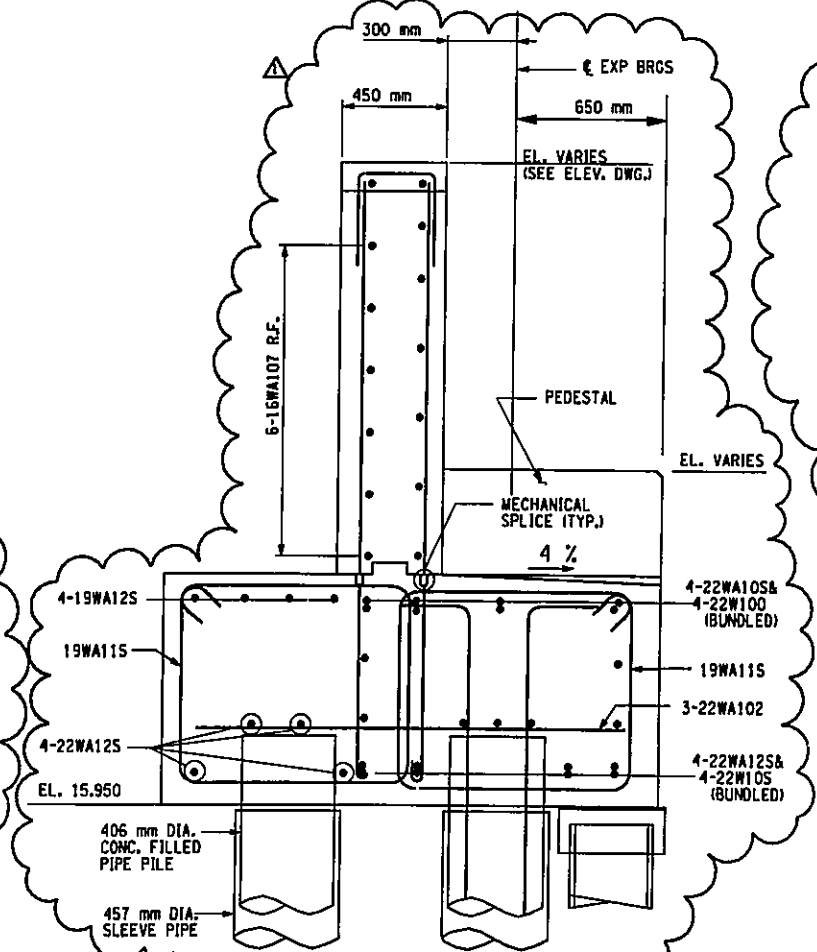 300 mm
℄ EXP BRGS
1
450 mm
650 mm
EL. VARIES
(SEE ELEV. DWG.)
6-16WA107 R.F.
PEDESTAL
EL. VARIES
MECHANICAL
SPLICE (TYP.)
4 %
4-19WA12S
4-22WA10S&
4-22W100
(BUNDLED)
19WA11S
19WA11S
3-22WA102
4-22WA12S
4-22WA12S&
4-22W10S
(BUNDLED)
EL. 15.950
406 mm DIA.
CONC. FILLED
PIPE PILE
457 mm DIA.
SLEEVE PIPE